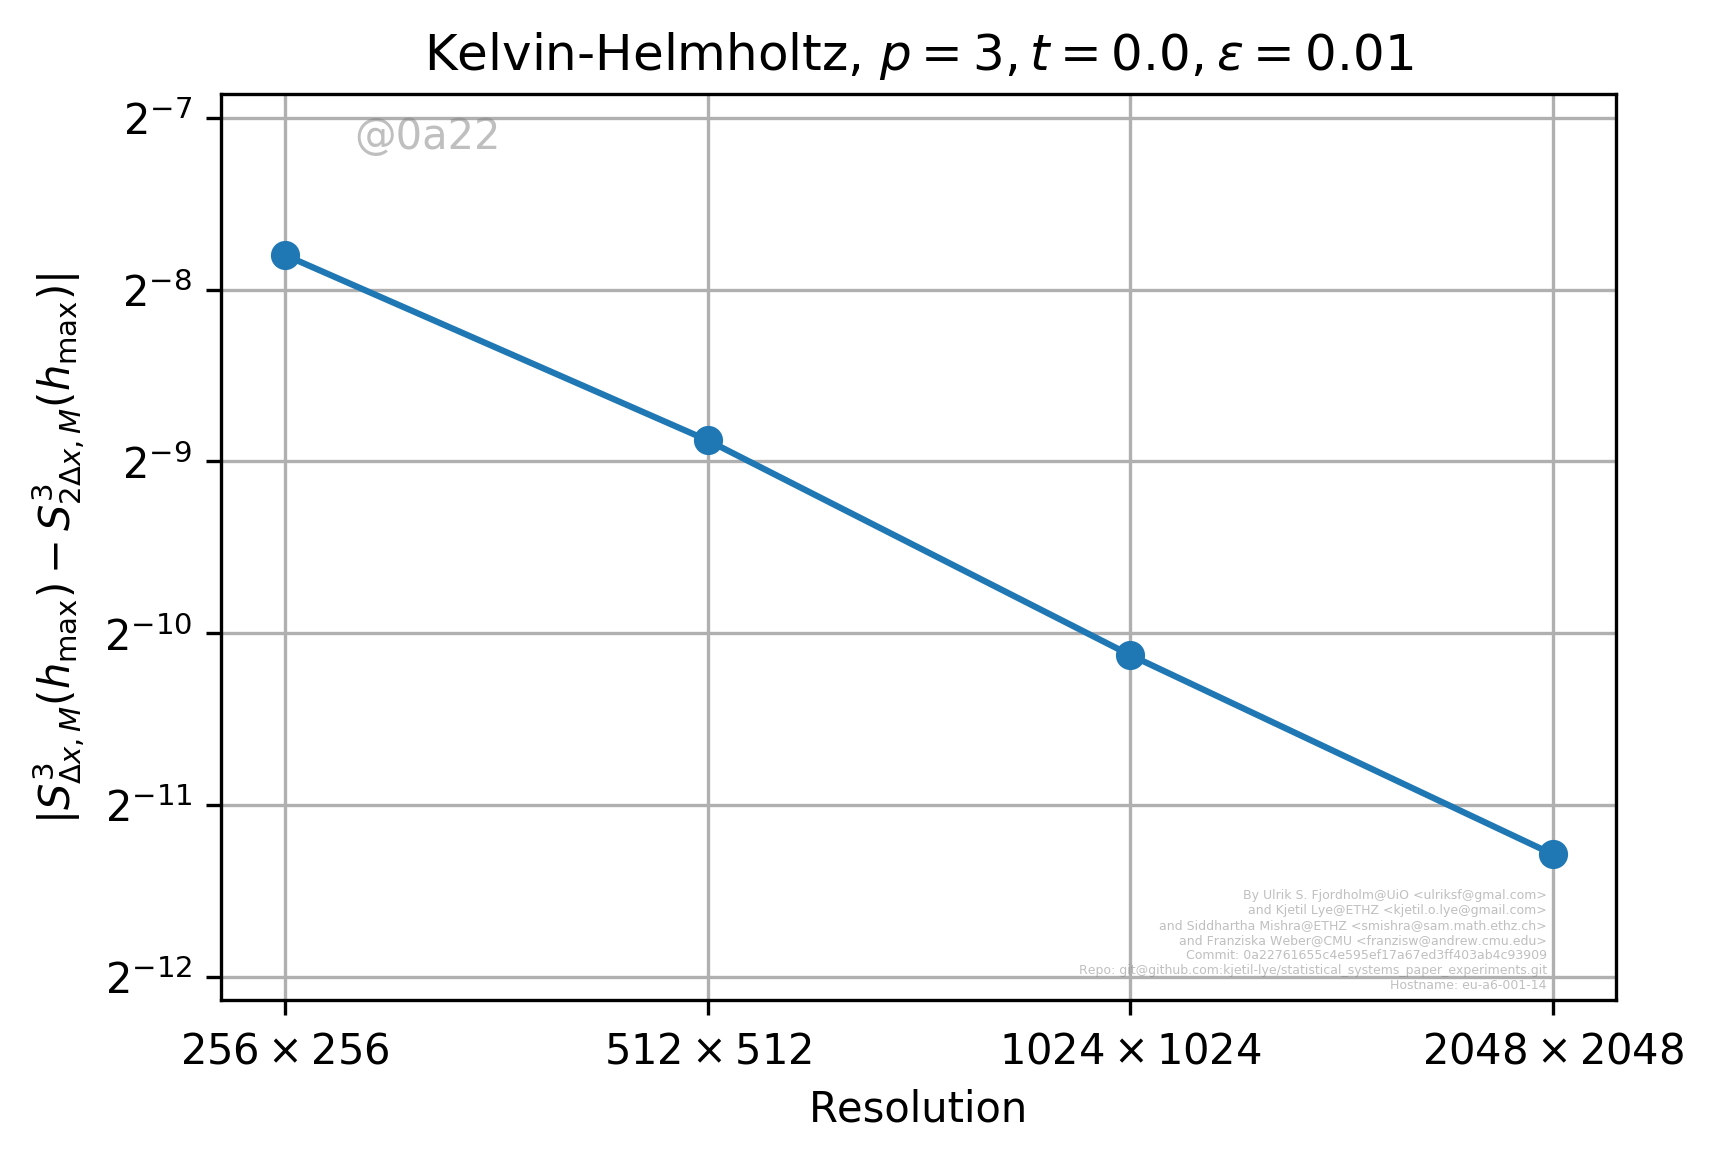 Kelvin-Helmholtz, p = 3, t = 0.0, ε = 0.01
@0a22
2⁻⁷
2⁻⁸
2⁻⁹
2⁻¹⁰
2⁻¹¹
2⁻¹²
|S³_{Δx,M}(h_max) − S³_{2Δx,M}(h_max)|
By Ulrik S. Fjordholm@UiO <ulriksf@gmal.com>
and Kjetil Lye@ETHZ <kjetil.o.lye@gmail.com>
and Siddhartha Mishra@ETHZ <smishra@sam.math.ethz.ch>
and Franziska Weber@CMU <franzisw@andrew.cmu.edu>
Commit: 0a22761655c4e595ef17a67ed3ff403ab4c93909
Repo: git@github.com:kjetil-lye/statistical_systems_paper_experiments.git
Hostname: eu-a6-001-14
256 × 256
512 × 512
1024 × 1024
2048 × 2048
Resolution